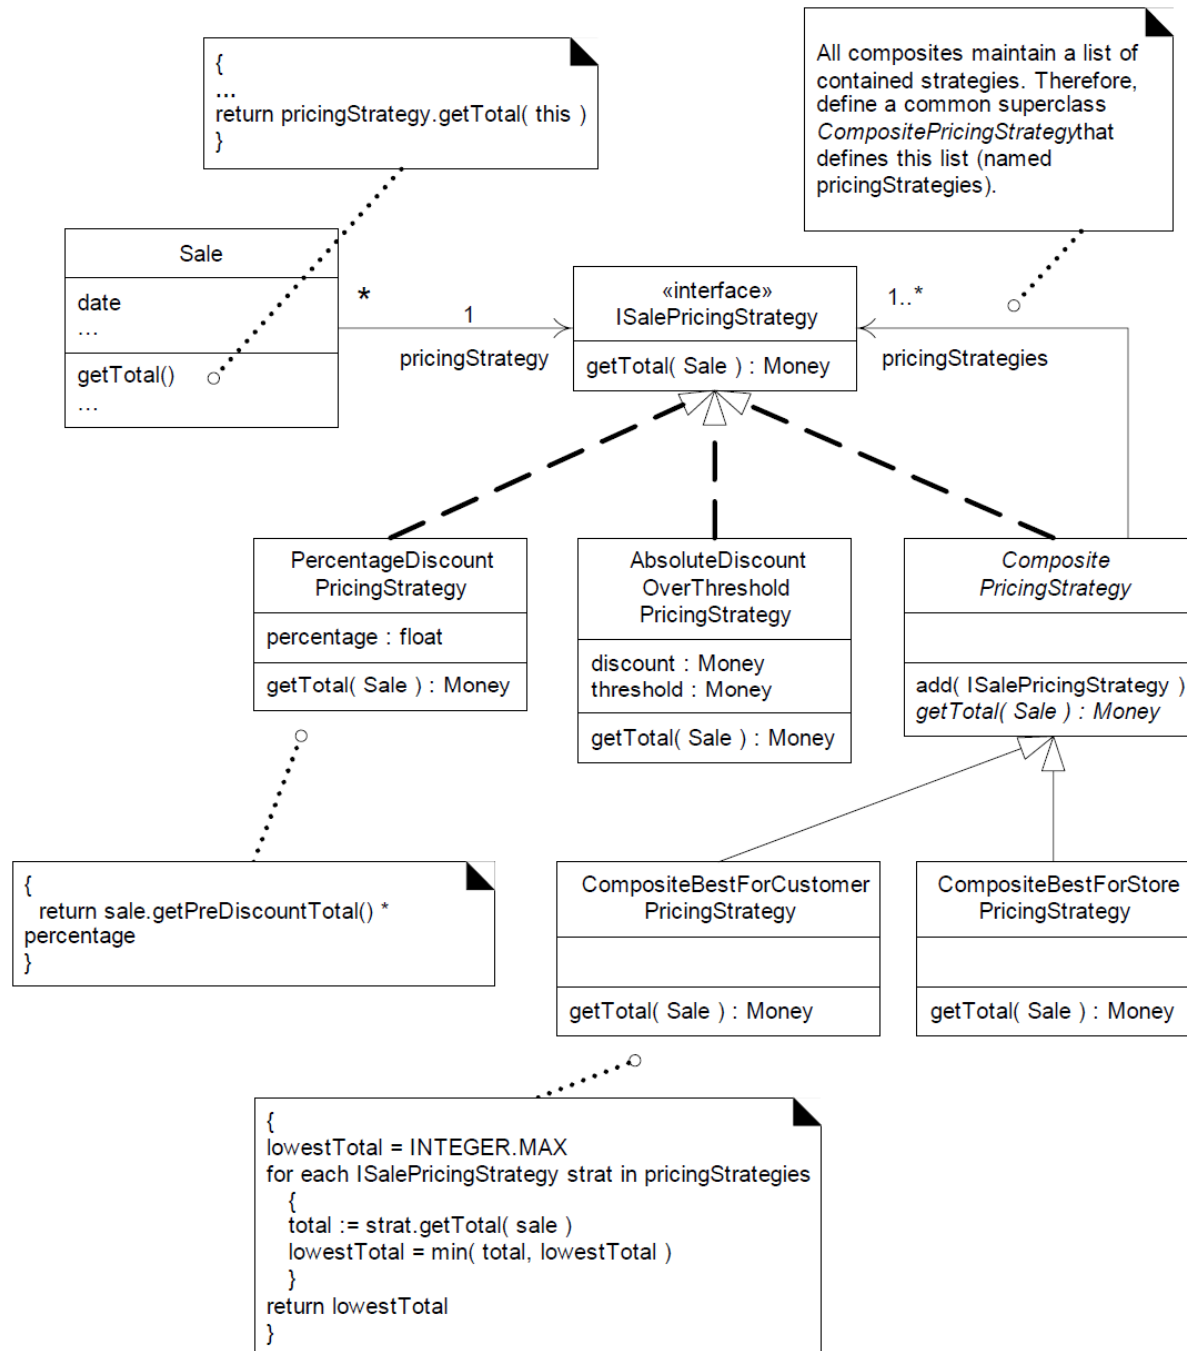 {
...
return pricingStrategy.getTotal( this )
}
All composites maintain a list of
contained strategies. Therefore,
define a common superclass
CompositePricingStrategythat
defines this list (named
pricingStrategies).
Sale
date
...
getTotal()
...
*
1
pricingStrategy
«interface»
ISalePricingStrategy
getTotal( Sale ) : Money
1..*
pricingStrategies
PercentageDiscount
PricingStrategy
percentage : float
getTotal( Sale ) : Money
AbsoluteDiscount
OverThreshold
PricingStrategy
discount : Money
threshold : Money
getTotal( Sale ) : Money
Composite
PricingStrategy
add( ISalePricingStrategy )
getTotal( Sale ) : Money
{
return sale.getPreDiscountTotal() *
percentage
}
CompositeBestForCustomer
PricingStrategy
getTotal( Sale ) : Money
CompositeBestForStore
PricingStrategy
getTotal( Sale ) : Money
{
lowestTotal = INTEGER.MAX
for each ISalePricingStrategy strat in pricingStrategies
{
total := strat.getTotal( sale )
lowestTotal = min( total, lowestTotal )
}
return lowestTotal
}